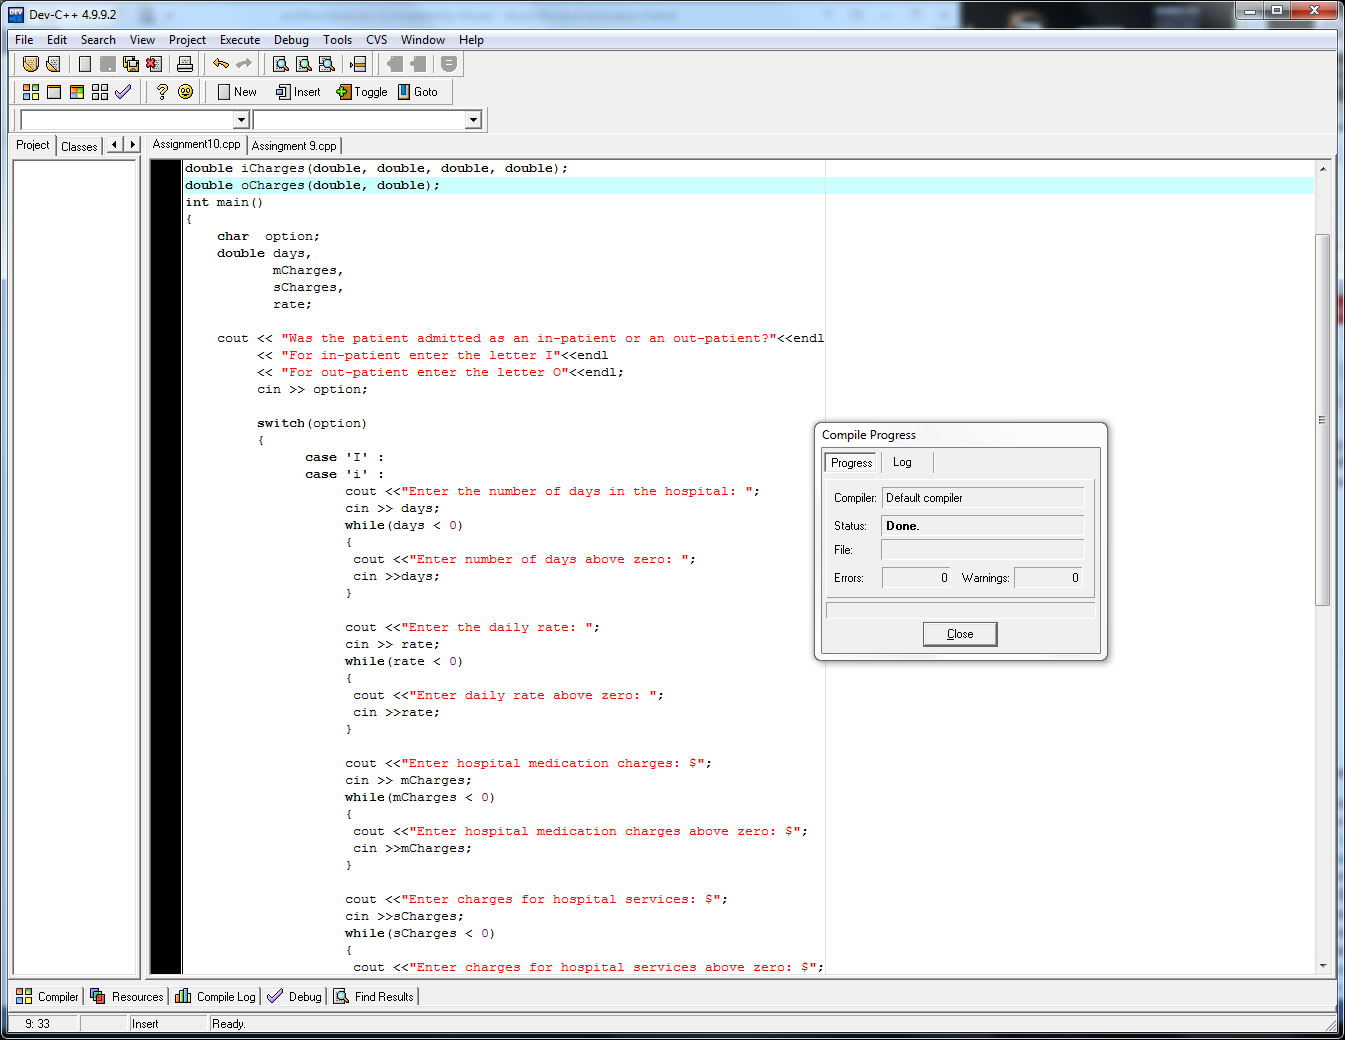 Dev-C++ 4.9.9.2
File Edit Search View Project Execute Debug Tools CVS Window Help
New Insert Toggle Goto
Project Classes Assignment10.cpp Assingment 9.cpp
double iCharges(double, double, double, double);
double oCharges(double, double);
int main()
{
char option;
double days,
mCharges,
sCharges,
rate;
cout << "Was the patient admitted as an in-patient or an out-patient?"<<endl
<< "For in-patient enter the letter I"<<endl
<< "For out-patient enter the letter O"<<endl;
cin >> option;
switch(option)
{
case 'I' :
case 'i' :
cout <<"Enter the number of days in the hospital: ";
cin >> days;
while(days < 0)
{
cout <<"Enter number of days above zero: ";
cin >>days;
}
cout <<"Enter the daily rate: ";
cin >> rate;
while(rate < 0)
{
cout <<"Enter daily rate above zero: ";
cin >>rate;
}
cout <<"Enter hospital medication charges: $";
cin >> mCharges;
while(mCharges < 0)
{
cout <<"Enter hospital medication charges above zero: $";
cin >>mCharges;
}
cout <<"Enter charges for hospital services: $";
cin >>sCharges;
while(sCharges < 0)
{
cout <<"Enter charges for hospital services above zero: $";
Compile Progress
Progress Log
Compiler: Default compiler
Status: Done.
File:
Errors: 0 Warnings: 0
Close
Compiler Resources Compile Log Debug Find Results
9: 33 Insert Ready.